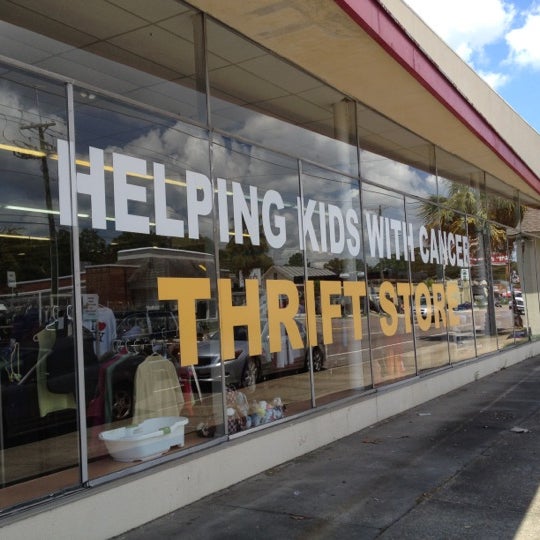 HELPING KIDS WITH CANCER
THRIFT STORE